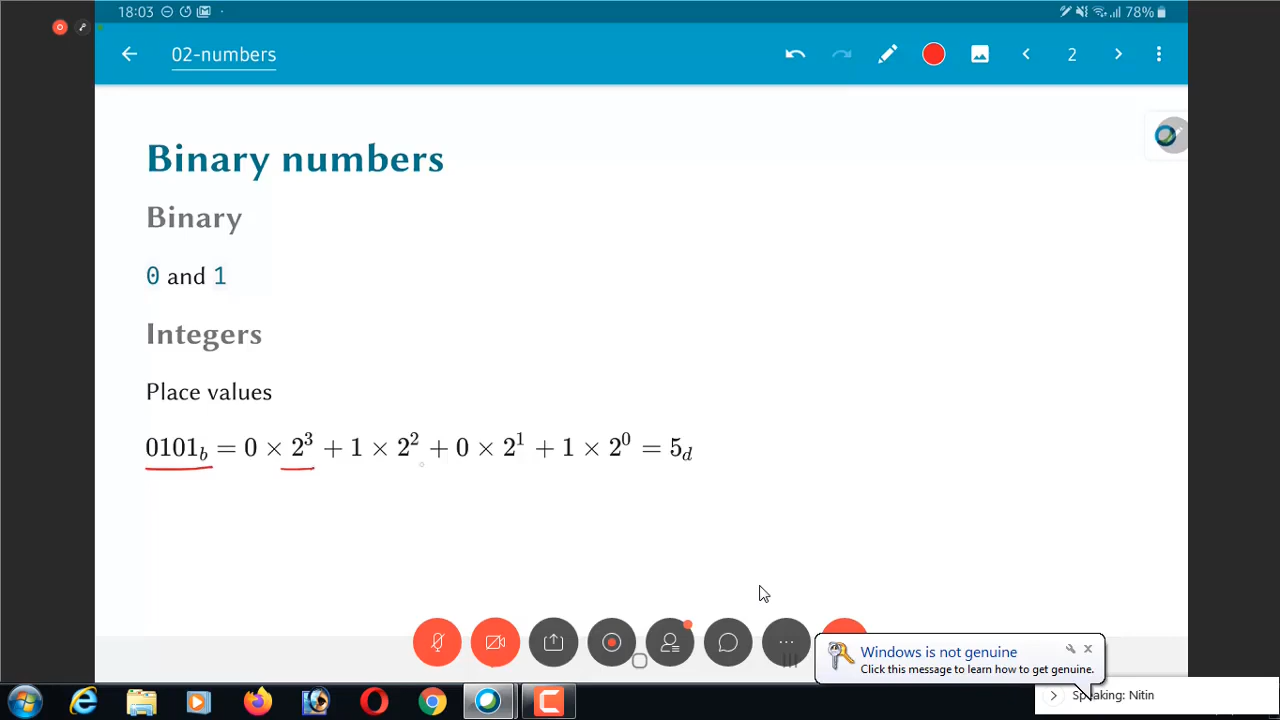 18:03 78%
02-numbers 2
Binary numbers
Binary
0 and 1
Integers
Place values
0101_b = 0 × 2^3 + 1 × 2^2 + 0 × 2^1 + 1 × 2^0 = 5_d
Windows is not genuine
Click this message to learn how to get genuine.
Speaking: Nitin